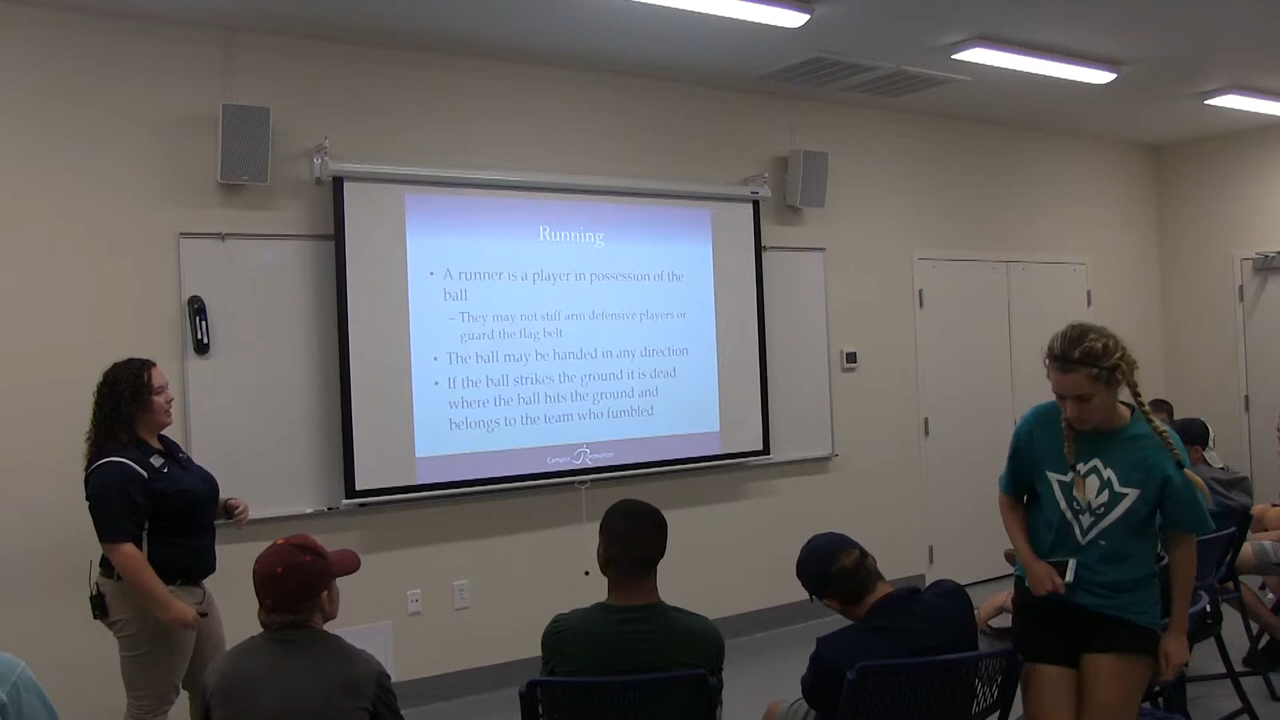 Running
• A runner is a player in possession of the
ball
– They may not stiff arm defensive players or
guard the flag belt
• The ball may be handed in any direction
• If the ball strikes the ground it is dead
where the ball hits the ground and
belongs to the team who fumbled
Campus Recreation